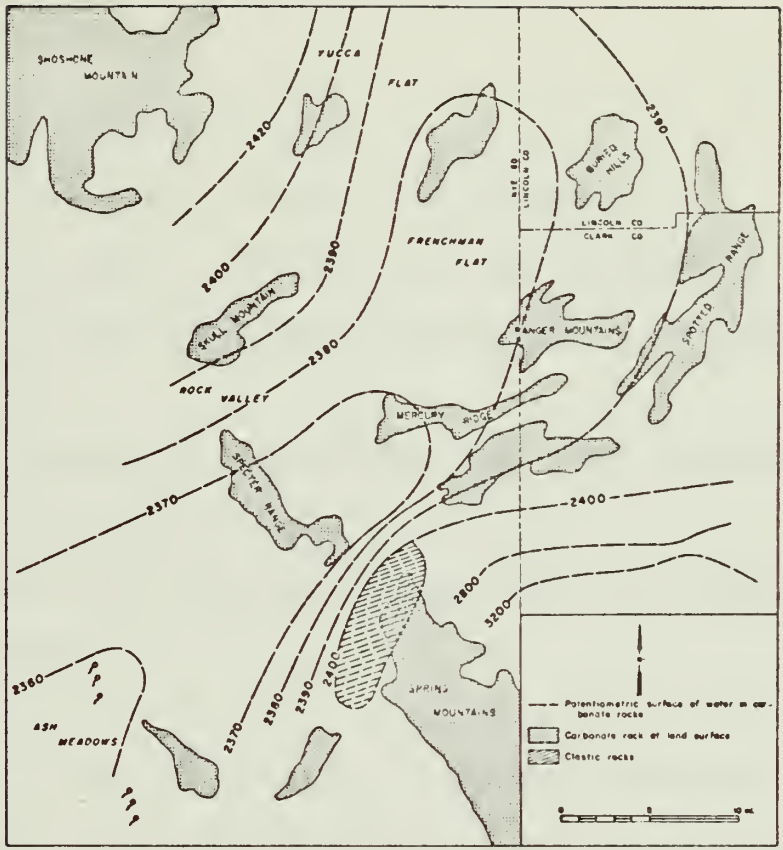 SHOSHONE
MOUNTAIN
YUCCA
FLAT
2420
2390
BURIED
HILLS
NYE CO
LINCOLN CO
LINCOLN CO
CLARK CO
FRENCHMAN
FLAT
2400
2390
SKULL MOUNTAIN
RANGER MOUNTAINS
SPOTTED RANGE
2380
ROCK VALLEY
MERCURY RIDGE
SPECTER RANGE
2370
2400
2800
3200
2360
ASH
MEADOWS
2370
2380
2390
2400
SPRING
MOUNTAINS
Potentiometric surface of water in car-
bonate rocks
Carbonate rock at land surface
Clastic rocks
0 5 10 mi.